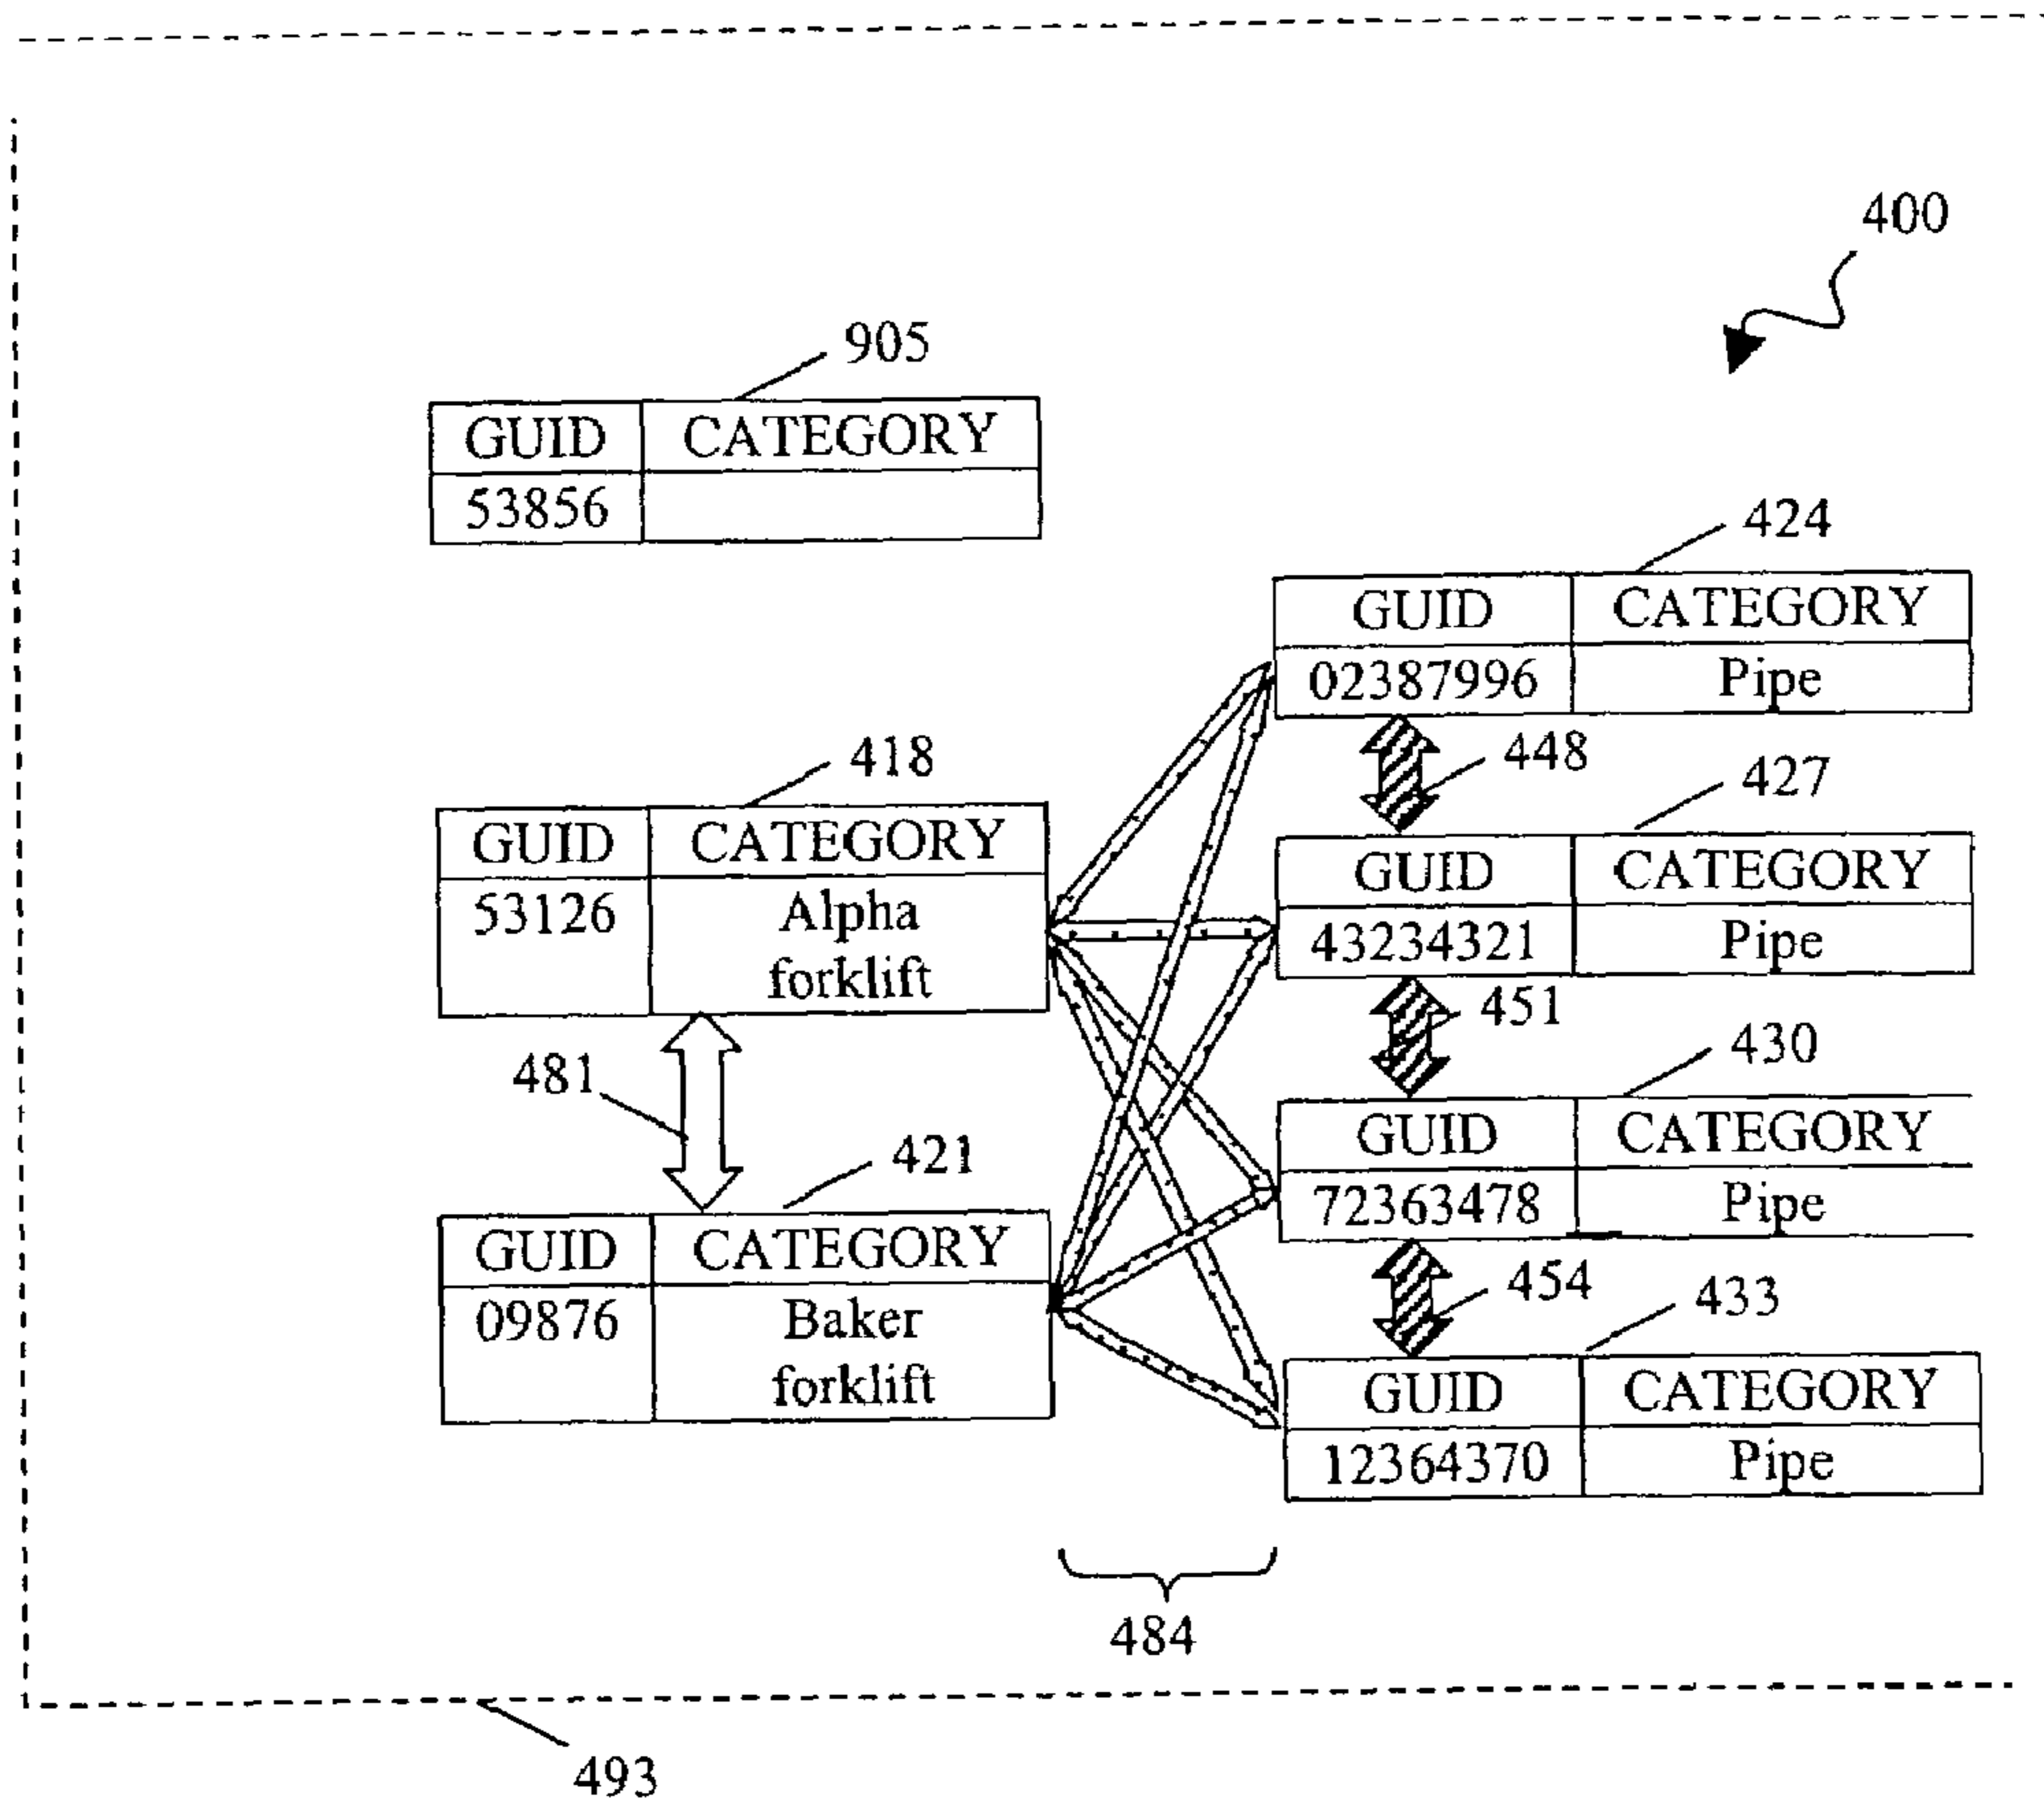 400
905
GUID CATEGORY
53856
424
GUID CATEGORY
02387996 Pipe
448
418
427
GUID CATEGORY
53126 Alpha
forklift
GUID CATEGORY
43234321 Pipe
451
430
481
421
GUID CATEGORY
72363478 Pipe
GUID CATEGORY
09876 Baker
forklift
454
433
GUID CATEGORY
12364370 Pipe
484
493